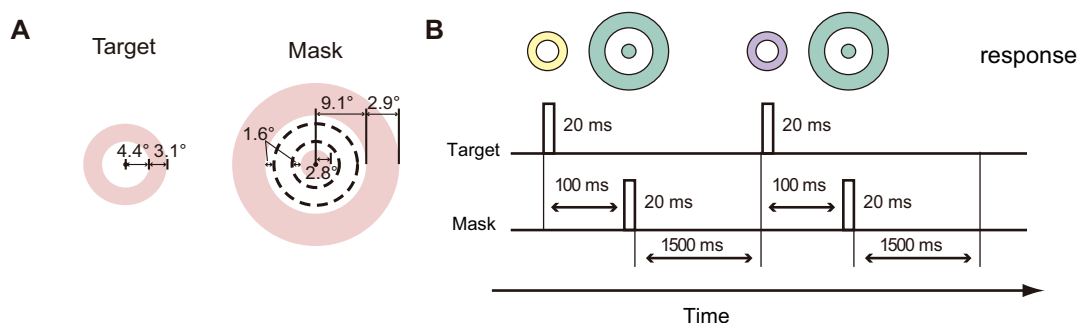 A
Target
Mask
4.4°
3.1°
9.1°
2.9°
1.6°
2.8°
B
response
Target
20 ms
20 ms
100 ms
100 ms
Mask
20 ms
20 ms
1500 ms
1500 ms
Time